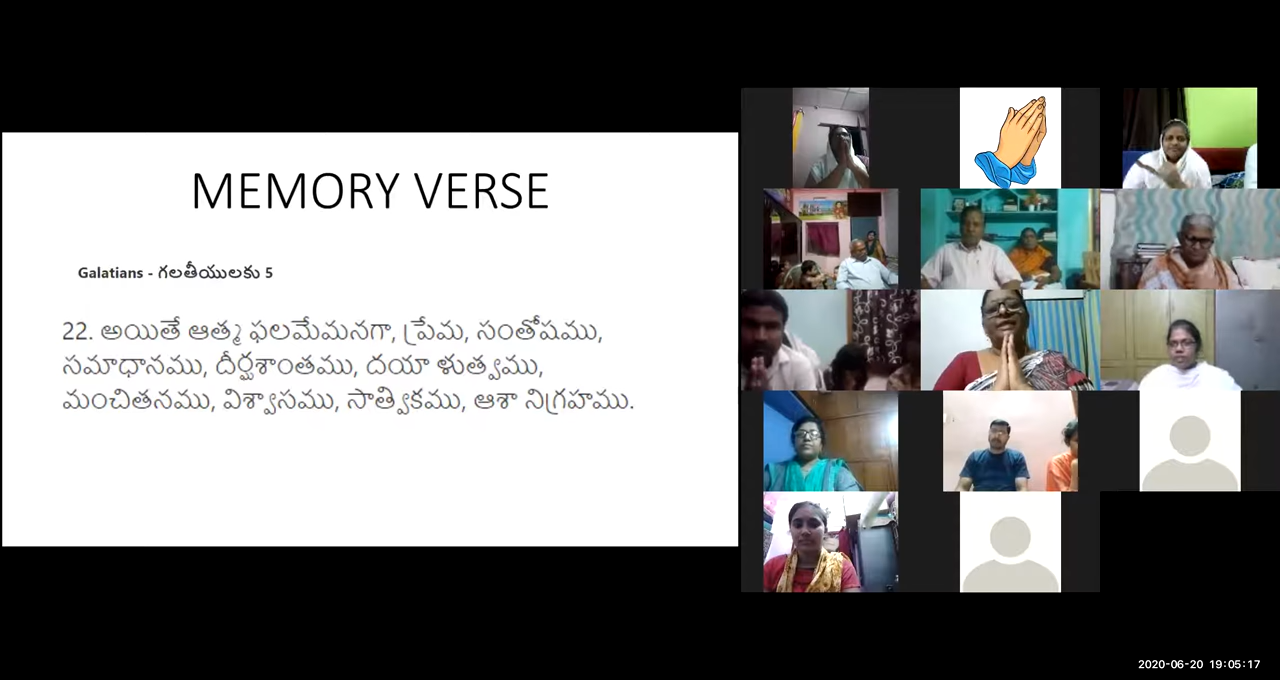 MEMORY VERSE
Galatians - గలతీయులకు 5
22. అయితే ఆత్మ ఫలమేమనగా, ప్రేమ, సంతోషము,
సమాధానము, దీర్ఘశాంతము, దయా ళుత్వము,
మంచితనము, విశ్వాసము, సాత్వికము, ఆశా నిగ్రహము.
2020-06-20 19:05:17